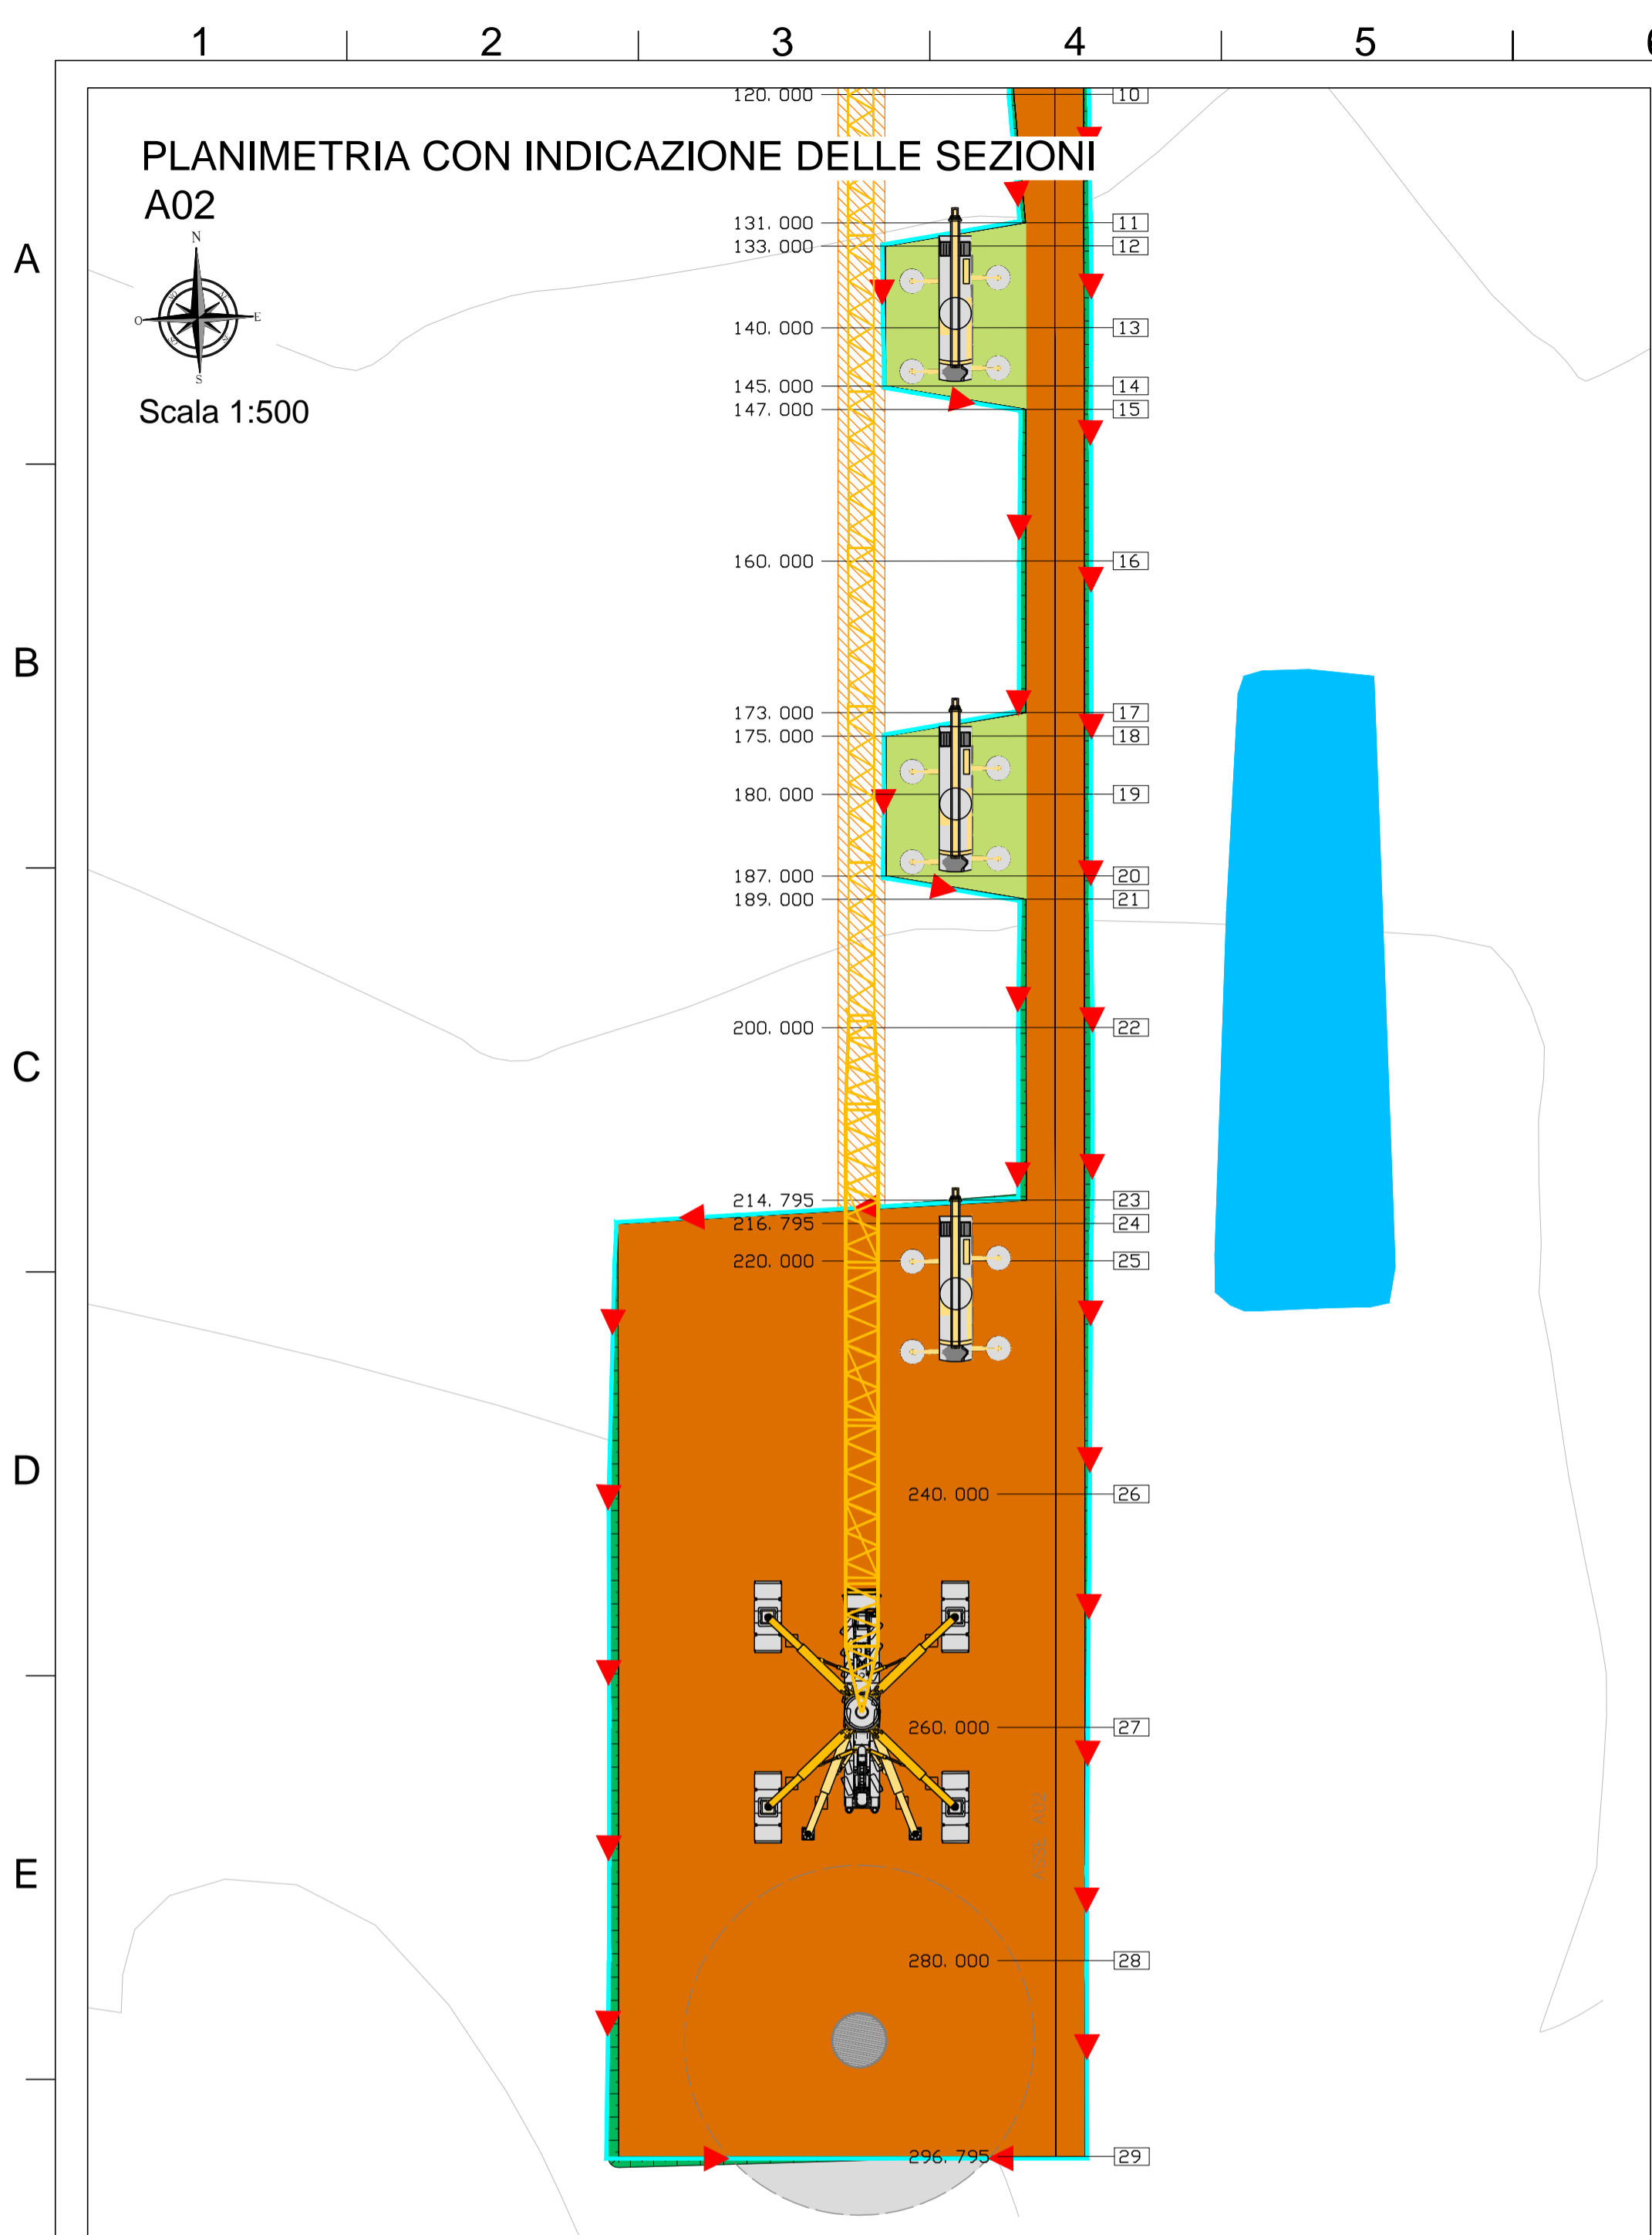 1 2 3 4 5
120. 000 10
PLANIMETRIA CON INDICAZIONE DELLE SEZIONI
A02
N
O E
S
Scala 1:500
A
131. 000 11
133. 000 12
140. 000 13
145. 000 14
147. 000 15
160. 000 16
B
173. 000 17
175. 000 18
180. 000 19
187. 000 20
189. 000 21
200. 000 22
C
214. 795 23
216. 795 24
220. 000 25
D
240. 000 26
260. 000 27
ASSE A02
E
280. 000 28
296. 795 29